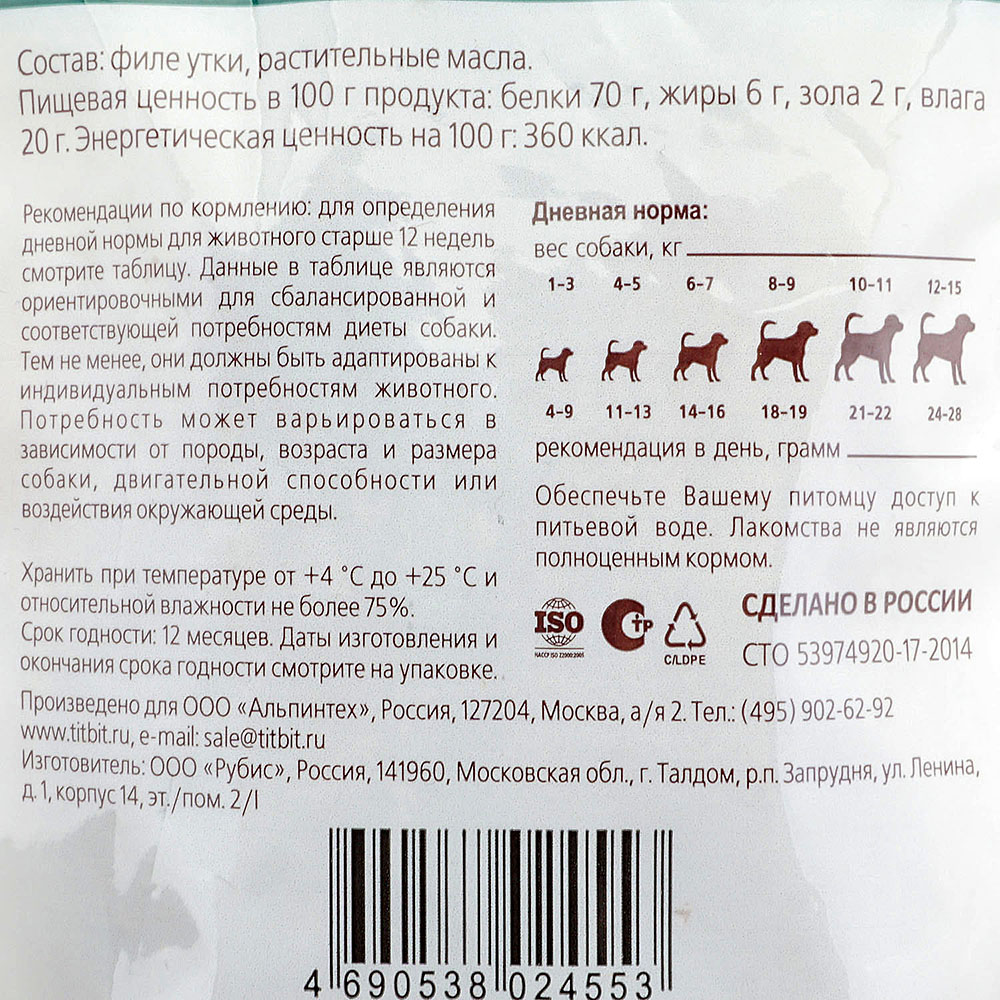 Состав: филе утки, растительные масла.
Пищевая ценность в 100 г продукта: белки 70 г, жиры 6 г, зола 2 г, влага
20 г. Энергетическая ценность на 100 г: 360 ккал.
Рекомендации по кормлению: для определения
дневной нормы для животного старше 12 недель
смотрите таблицу. Данные в таблице являются
ориентировочными для сбалансированной и
соответствующей потребностям диеты собаки.
Тем не менее, они должны быть адаптированы к
индивидуальным потребностям животного.
Потребность может варьироваться в
зависимости от породы, возраста и размера
собаки, двигательной способности или
воздействия окружающей среды.
Хранить при температуре от +4 °C до +25 °C и
относительной влажности не более 75%.
Срок годности: 12 месяцев. Даты изготовления и
окончания срока годности смотрите на упаковке.
Дневная норма:
вес собаки, кг
1-3 4-5 6-7 8-9 10-11 12-15
4-9 11-13 14-16 18-19 21-22 24-28
рекомендация в день, грамм
Обеспечьте Вашему питомцу доступ к
питьевой воде. Лакомства не являются
полноценным кормом.
ISO
HACCP ISO 22000:2005
тр
C/LDPE
СДЕЛАНО В РОССИИ
СТО 53974920-17-2014
Произведено для ООО «Альпинтех», Россия, 127204, Москва, а/я 2. Тел.: (495) 902-62-92
www.titbit.ru, e-mail: sale@titbit.ru
Изготовитель: ООО «Рубис», Россия, 141960, Московская обл., г. Талдом, р.п. Запрудня, ул. Ленина,
д. 1, корпус 14, эт./пом. 2/I
4 690538 024553